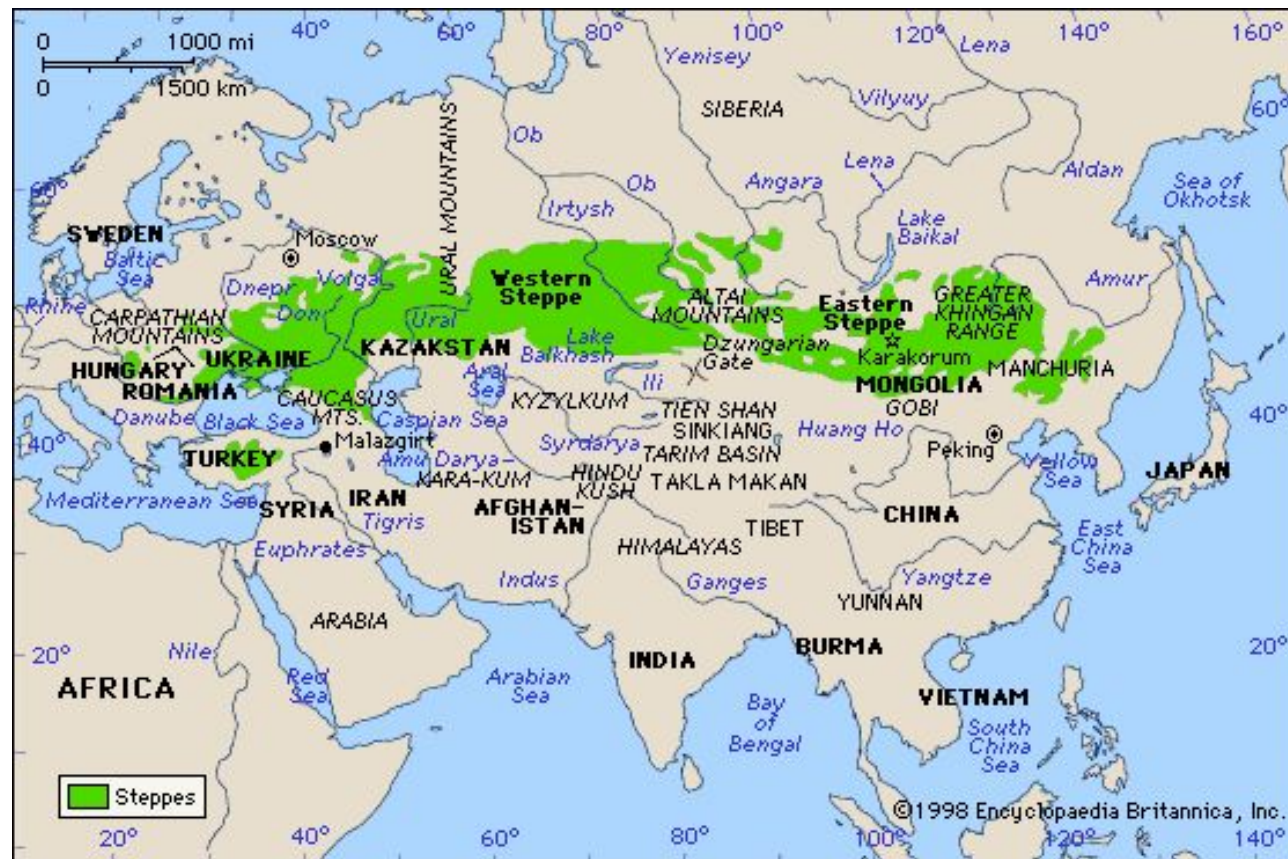 0 1000 mi
0 1500 km
40°
60°
80°
100°
120°
140°
160°
Yenisey
Lena
SIBERIA
Vilyuy
60°
Ob
Lena
Aldan
URAL MOUNTAINS
60°
Ob
Angara
Sea of
Okhotsk
Irtysh
Lake
Baikal
SWEDEN
Moscow
Baltic
Sea
Volga
Western
Steppe
Amur
Rhine
Dnepr
Don
ALTAI
MOUNTAINS
Eastern
Steppe
GREATER
KHINGAN
RANGE
CARPATHIAN
MOUNTAINS
Ural
Lake
Balkhash
Dzungarian
Gate
Karakorum
HUNGARY
UKRAINE
KAZAKSTAN
Aral
Sea
Ili
MONGOLIA
MANCHURIA
ROMANIA
CAUCASUS
MTS.
KYZYLKUM
TIEN SHAN
GOBI
Danube
Black Sea
Caspian Sea
SINKIANG
Huang Ho
40°
40°
Malazgirt
Syrdarya
TARIM BASIN
Peking
TURKEY
Amu Darya-
KARA-KUM
HINDU
KUSH
TAKLA MAKAN
Yellow
Sea
JAPAN
Mediterranean Sea
SYRIA
IRAN
AFGHAN-
ISTAN
CHINA
Tigris
TIBET
Euphrates
HIMALAYAS
East
China
Sea
Indus
Ganges
Yangtze
YUNNAN
ARABIA
Nile
20°
INDIA
BURMA
20°
AFRICA
Red
Sea
Arabian
Sea
Bay
of
Bengal
VIETNAM
South
China
Sea
Steppes
©1998 Encyclopaedia Britannica, Inc.
20°
40°
60°
80°
100°
120°
140°